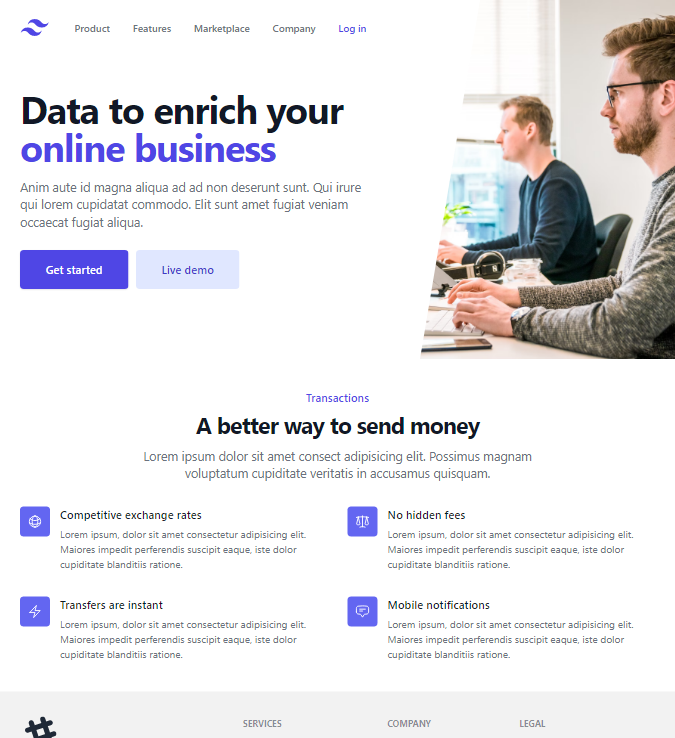 Product Features Marketplace Company Log in
Data to enrich your
online business
Anim aute id magna aliqua ad ad non deserunt sunt. Qui irure
qui lorem cupidatat commodo. Elit sunt amet fugiat veniam
occaecat fugiat aliqua.
Get started Live demo
Transactions
A better way to send money
Lorem ipsum dolor sit amet consect adipisicing elit. Possimus magnam
voluptatum cupiditate veritatis in accusamus quisquam.
Competitive exchange rates
Lorem ipsum, dolor sit amet consectetur adipisicing elit.
Maiores impedit perferendis suscipit eaque, iste dolor
cupiditate blanditiis ratione.
No hidden fees
Lorem ipsum, dolor sit amet consectetur adipisicing elit.
Maiores impedit perferendis suscipit eaque, iste dolor
cupiditate blanditiis ratione.
Transfers are instant
Lorem ipsum, dolor sit amet consectetur adipisicing elit.
Maiores impedit perferendis suscipit eaque, iste dolor
cupiditate blanditiis ratione.
Mobile notifications
Lorem ipsum, dolor sit amet consectetur adipisicing elit.
Maiores impedit perferendis suscipit eaque, iste dolor
cupiditate blanditiis ratione.
SERVICES COMPANY LEGAL